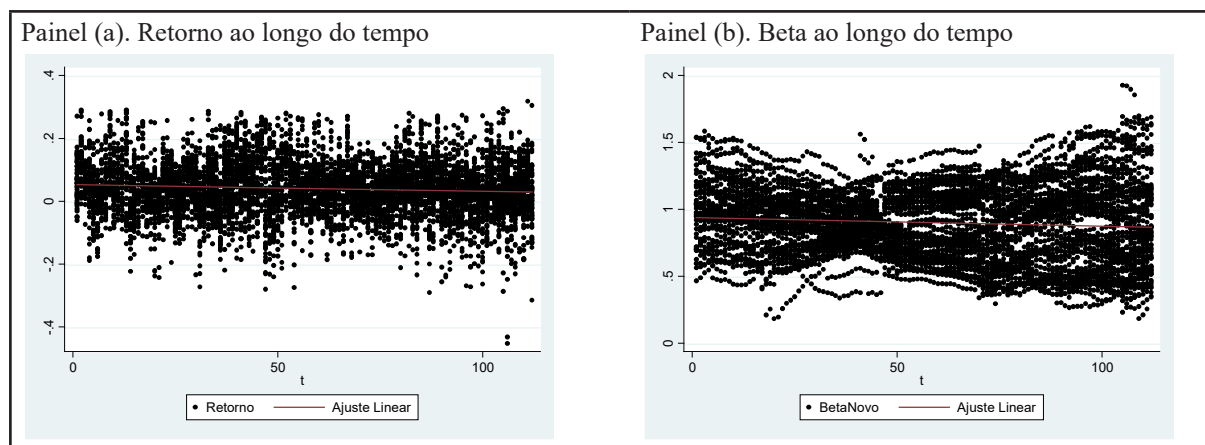 Painel (a). Retorno ao longo do tempo
.4
.2
0
-.2
-.4
0
50
100
t
Retorno
Ajuste Linear
Painel (b). Beta ao longo do tempo
2
1.5
1
.5
0
0
50
100
t
BetaNovo
Ajuste Linear